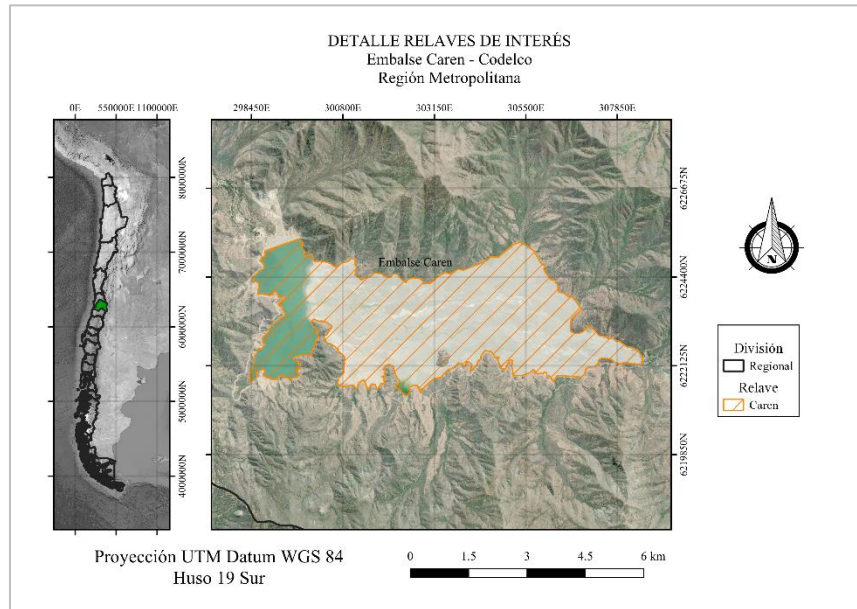 DETALLE RELAVES DE INTERÉS
Embalse Caren - Codelco
Región Metropolitana
0E 550000E 1100000E
298450E 300800E 303150E 305500E 307850E
8000000N
7000000N
6000000N
5000000N
4000000N
Embalse Caren
6226675N
6224400N
6222125N
6219850N
N
División
Regional
Relave
Caren
Proyección UTM Datum WGS 84
Huso 19 Sur
0 1.5 3 4.5 6 km